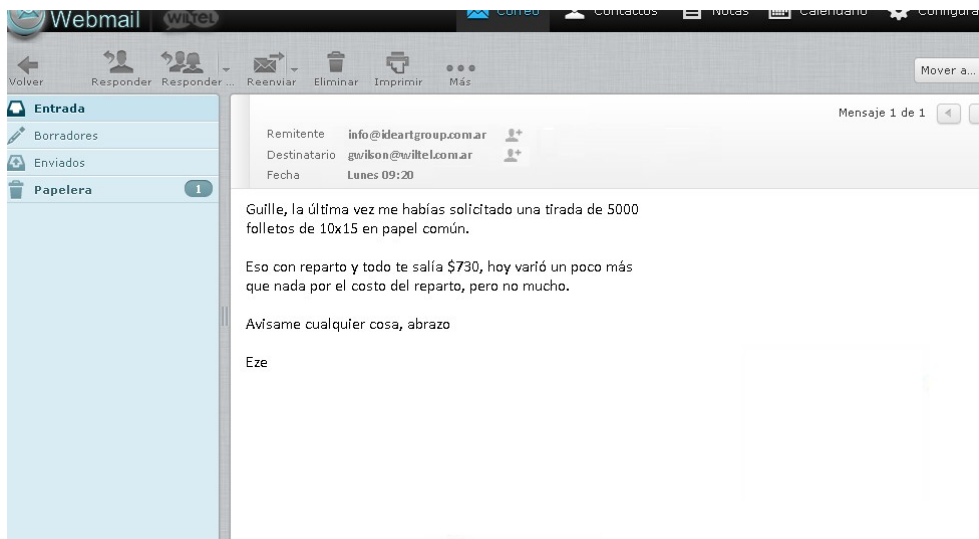 Webmail WILTEL
Correo Contactos Notas Calendario Configura
Volver Responder Responder ... Reenviar Eliminar Imprimir Más
Mover a...
Entrada
Borradores
Enviados
Papelera 1
Mensaje 1 de 1
Remitente info@ideartgroup.com.ar
Destinatario gwilson@wiltel.com.ar
Fecha Lunes 09:20
Guille, la última vez me habías solicitado una tirada de 5000
folletos de 10x15 en papel común.
Eso con reparto y todo te salía $730, hoy varió un poco más
que nada por el costo del reparto, pero no mucho.
Avisame cualquier cosa, abrazo
Eze